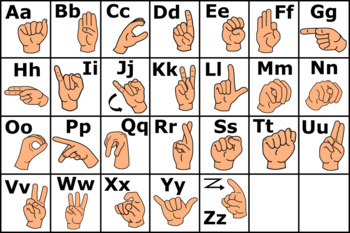 Aa Bb Cc Dd Ee Ff Gg
Hh Ii Jj Kk Ll Mm Nn
Oo Pp Qq Rr Ss Tt Uu
Vv Ww Xx Yy Zz